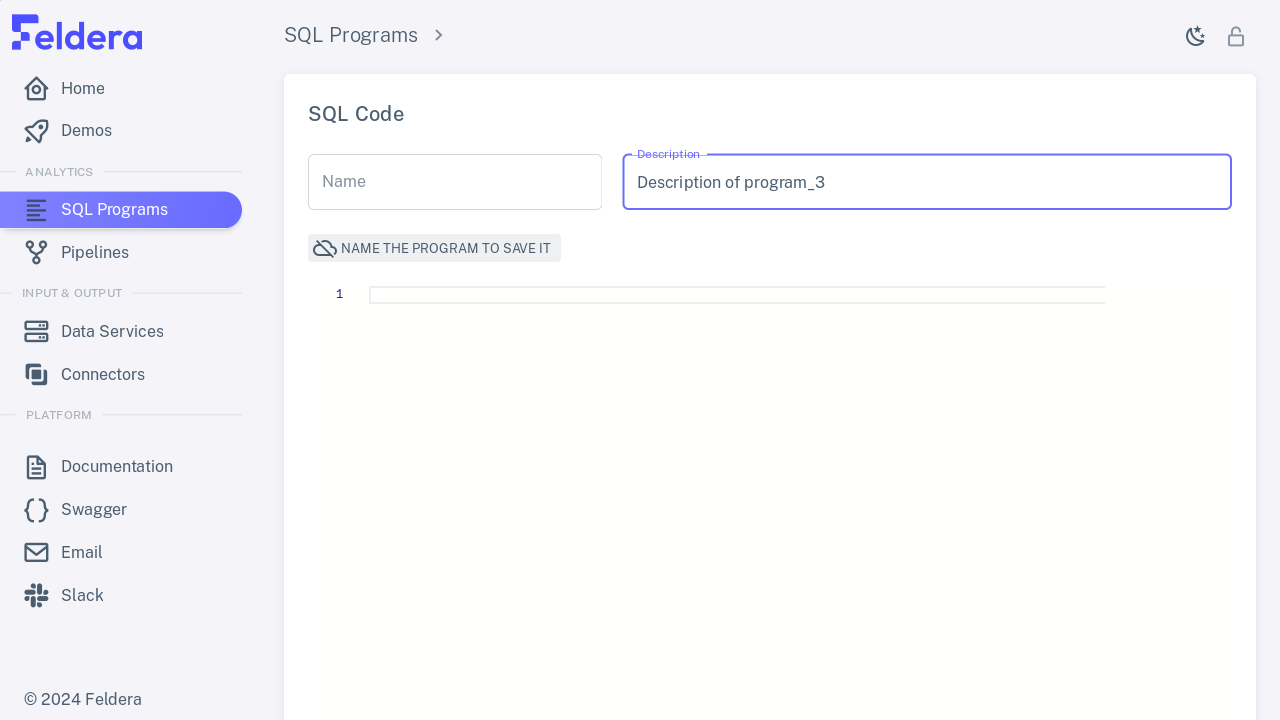 Feldera
Home
Demos
ANALYTICS
SQL Programs
Pipelines
INPUT & OUTPUT
Data Services
Connectors
PLATFORM
Documentation
Swagger
Email
Slack
© 2024 Feldera
SQL Programs
SQL Code
Name
Description
Description of program_3
NAME THE PROGRAM TO SAVE IT
1